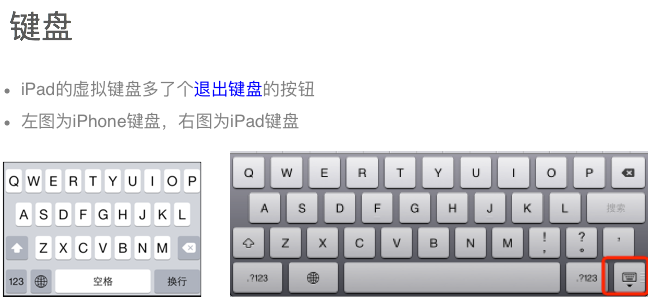 键盘
iPad的虚拟键盘多了个退出键盘的按钮
左图为iPhone键盘，右图为iPad键盘
Q W E R T Y U I O P
A S D F G H J K L
Z X C V B N M
123 空格 换行
Q W E R T Y U I O P
A S D F G H J K L 搜索
Z X C V B N M ! , ? 。 ’
.?123 .?123